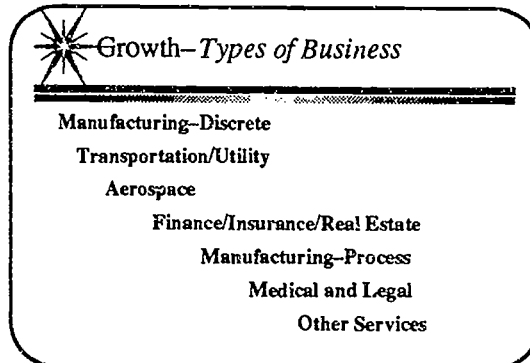 Growth–Types of Business
Manufacturing–Discrete
Transportation/Utility
Aerospace
Finance/Insurance/Real Estate
Manufacturing–Process
Medical and Legal
Other Services